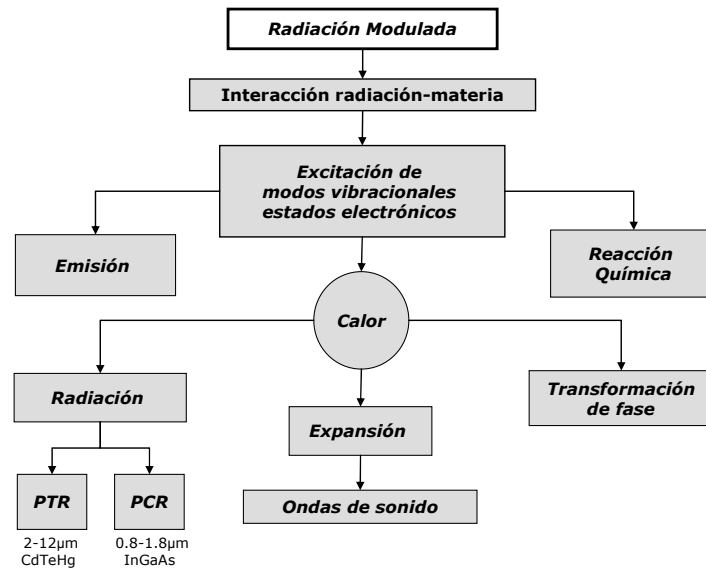 Radiación Modulada
Interacción radiación-materia
Excitación de
modos vibracionales
estados electrónicos
Emisión
Reacción
Química
Calor
Radiación
Transformación
de fase
Expansión
PTR
PCR
Ondas de sonido
2-12µm
CdTeHg
0.8-1.8µm
InGaAs